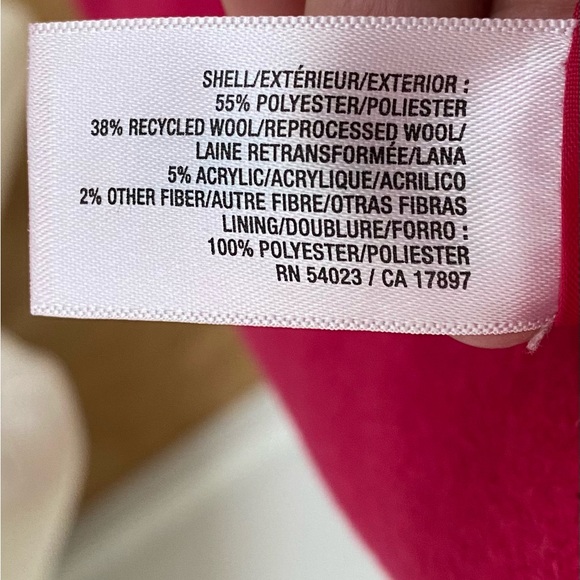 SHELL/EXTÉRIEUR/EXTERIOR :
55% POLYESTER/POLIESTER
38% RECYCLED WOOL/REPROCESSED WOOL/
LAINE RETRANSFORMÉE/LANA
5% ACRYLIC/ACRYLIQUE/ACRILICO
2% OTHER FIBER/AUTRE FIBRE/OTRAS FIBRAS
LINING/DOUBLURE/FORRO :
100% POLYESTER/POLIESTER
RN 54023 / CA 17897